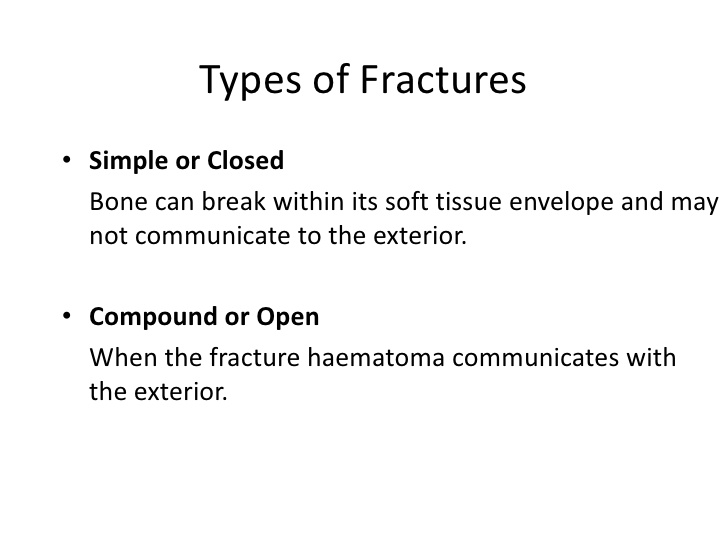 Types of Fractures
• Simple or Closed
Bone can break within its soft tissue envelope and may
not communicate to the exterior.
• Compound or Open
When the fracture haematoma communicates with
the exterior.